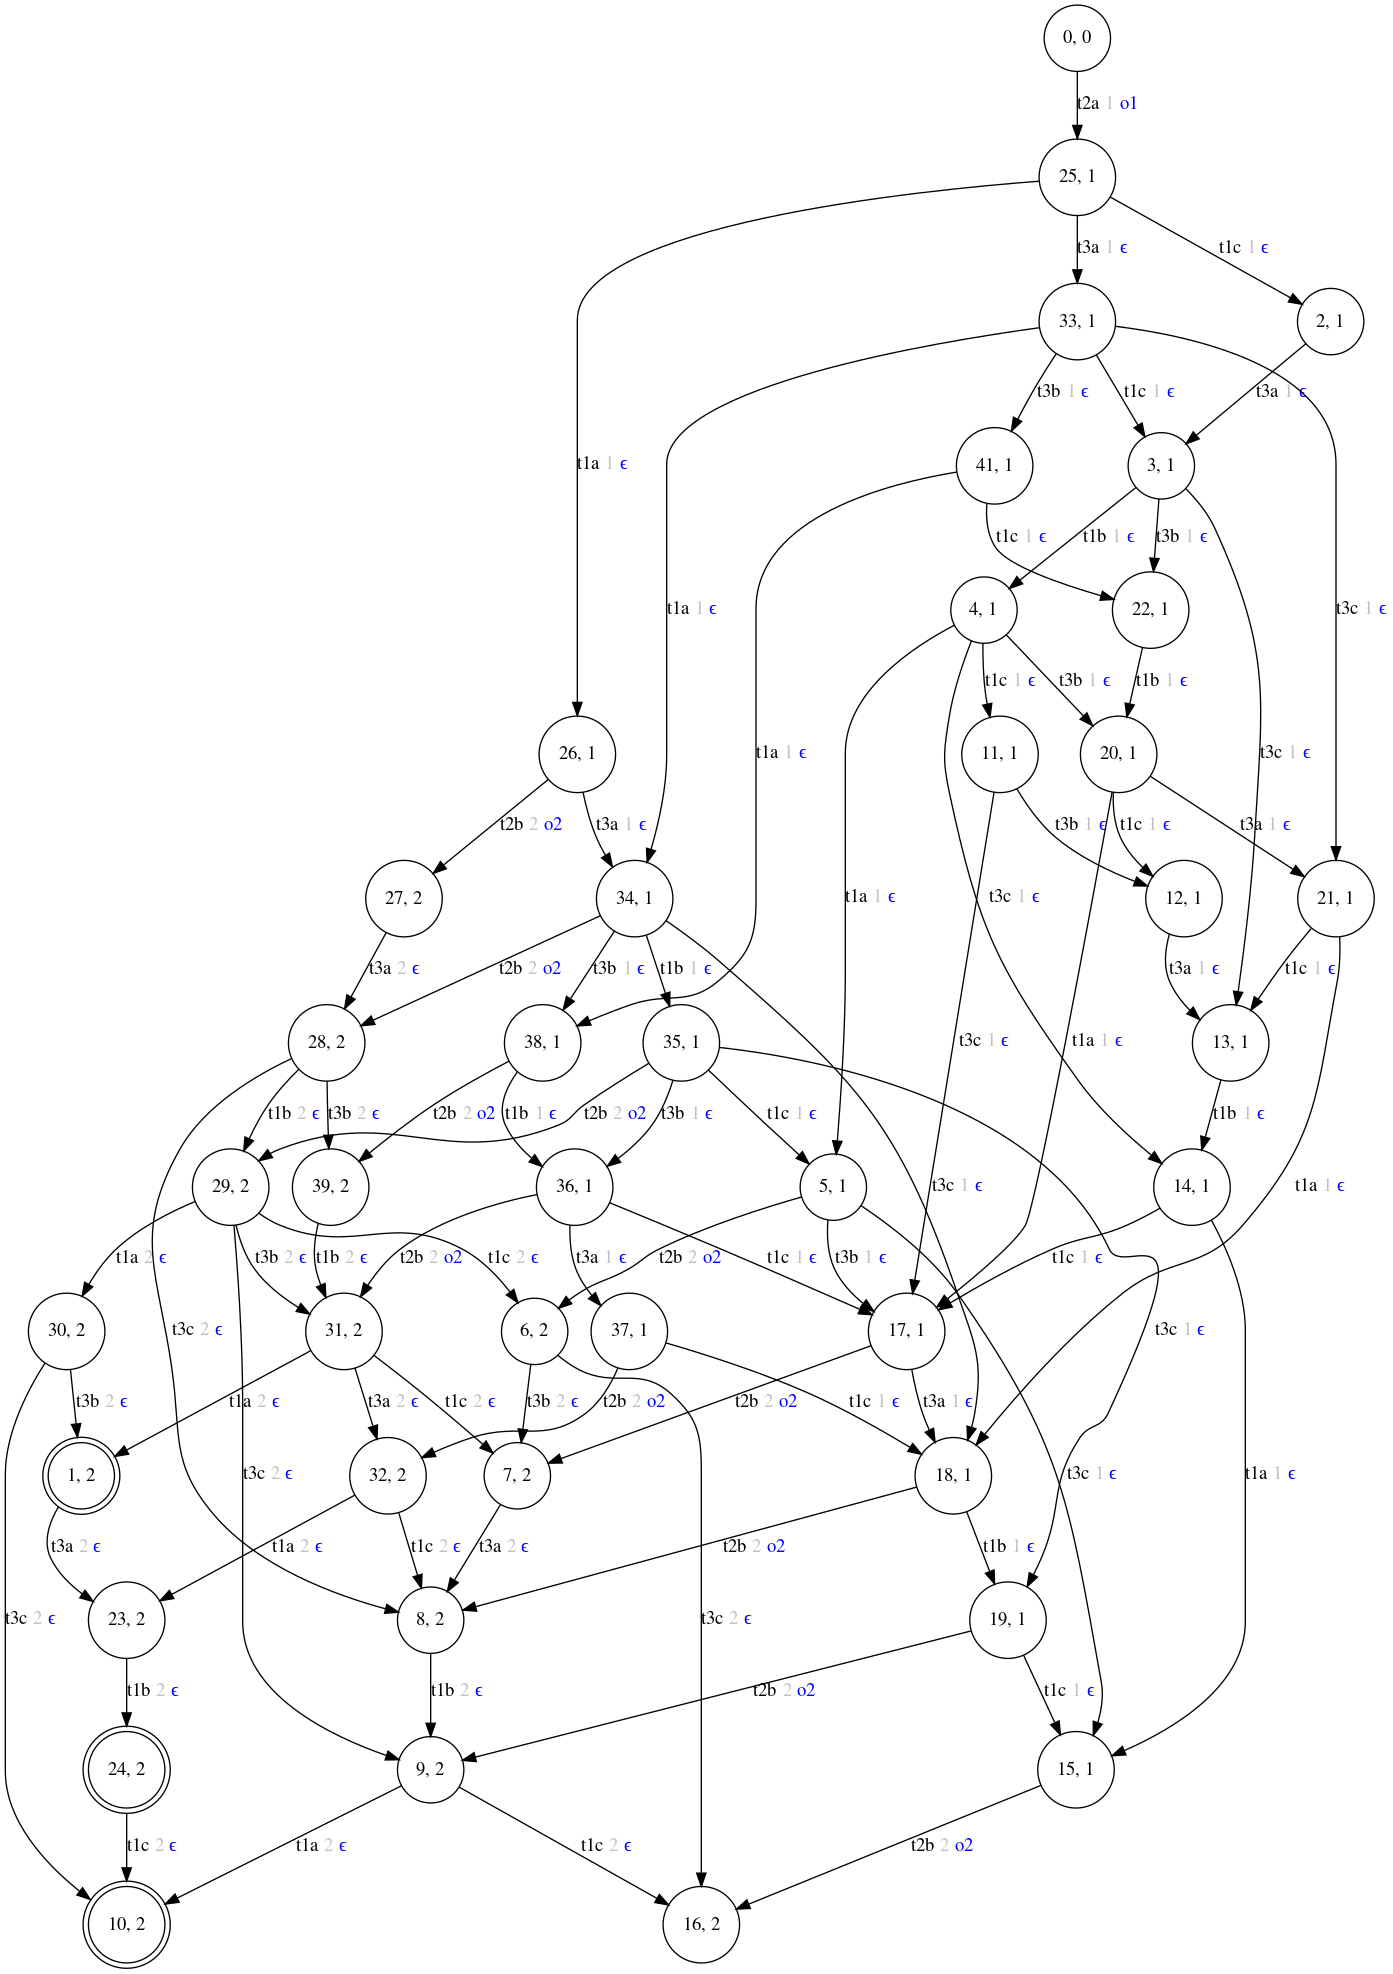 0, 0
t2a 1 o1
25, 1
t3a 1 ϵ
t1c 1 ϵ
33, 1
2, 1
t3b 1 ϵ
t1c 1 ϵ
t3a 1 ϵ
t1a 1 ϵ
41, 1
3, 1
t1c 1 ϵ
t1b 1 ϵ
t3b 1 ϵ
t1a 1 ϵ
4, 1
22, 1
t3c 1 ϵ
t1c 1 ϵ
t3b 1 ϵ
t1b 1 ϵ
26, 1
t1a 1 ϵ
11, 1
20, 1
t3c 1 ϵ
t2b 2 o2
t3a 1 ϵ
t3b 1 ϵ
t1c 1 ϵ
t3a 1 ϵ
27, 2
34, 1
t1a 1 ϵ
t3c 1 ϵ
12, 1
21, 1
t3a 2 ϵ
t2b 2 o2
t3b 1 ϵ
t1b 1 ϵ
t3a 1 ϵ
t1c 1 ϵ
28, 2
38, 1
35, 1
t3c 1 ϵ
t1a 1 ϵ
13, 1
t1b 2 ϵ
t3b 2 ϵ
t2b 2 o2
t1b 1 ϵ
t2b 2 o2
t3b 1 ϵ
t1c 1 ϵ
t1b 1 ϵ
29, 2
39, 2
36, 1
5, 1
t3c 1 ϵ
14, 1
t1a 1 ϵ
t1a 2 ϵ
t3b 2 ϵ
t1b 2 ϵ
t2b 2 o2
t1c 2 ϵ
t3a 1 ϵ
t2b 2 o2
t1c 1 ϵ
t3b 1 ϵ
t1c 1 ϵ
30, 2
t3c 2 ϵ
31, 2
6, 2
37, 1
17, 1
t3c 1 ϵ
t3b 2 ϵ
t1a 2 ϵ
t3a 2 ϵ
t1c 2 ϵ
t3b 2 ϵ
t2b 2 o2
t2b 2 o2
t1c 1 ϵ
t3a 1 ϵ
1, 2
t3c 2 ϵ
32, 2
7, 2
18, 1
t3c 1 ϵ
t1a 1 ϵ
t3a 2 ϵ
t1a 2 ϵ
t1c 2 ϵ
t3a 2 ϵ
t2b 2 o2
t1b 1 ϵ
t3c 2 ϵ
23, 2
8, 2
t3c 2 ϵ
19, 1
t1b 2 ϵ
t1b 2 ϵ
t2b 2 o2
t1c 1 ϵ
24, 2
9, 2
15, 1
t1c 2 ϵ
t1a 2 ϵ
t1c 2 ϵ
t2b 2 o2
10, 2
16, 2